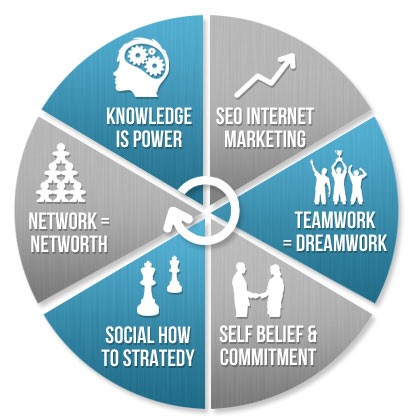 KNOWLEDGE
IS POWER
SEO INTERNET
MARKETING
NETWORK =
NETWORTH
TEAMWORK
= DREAMWORK
SOCIAL HOW
TO STRATEDY
SELF BELIEF &
COMMITMENT